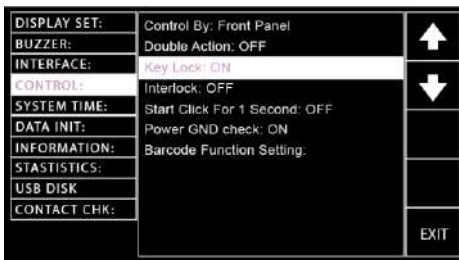 DISPLAY SET:
BUZZER:
INTERFACE:
CONTROL:
SYSTEM TIME:
DATA INIT:
INFORMATION:
STASTISTICS:
USB DISK
CONTACT CHK:
Control By: Front Panel
Double Action: OFF
Key Lock: ON
Interlock: OFF
Start Click For 1 Second: OFF
Power GND check: ON
Barcode Function Setting:
EXIT